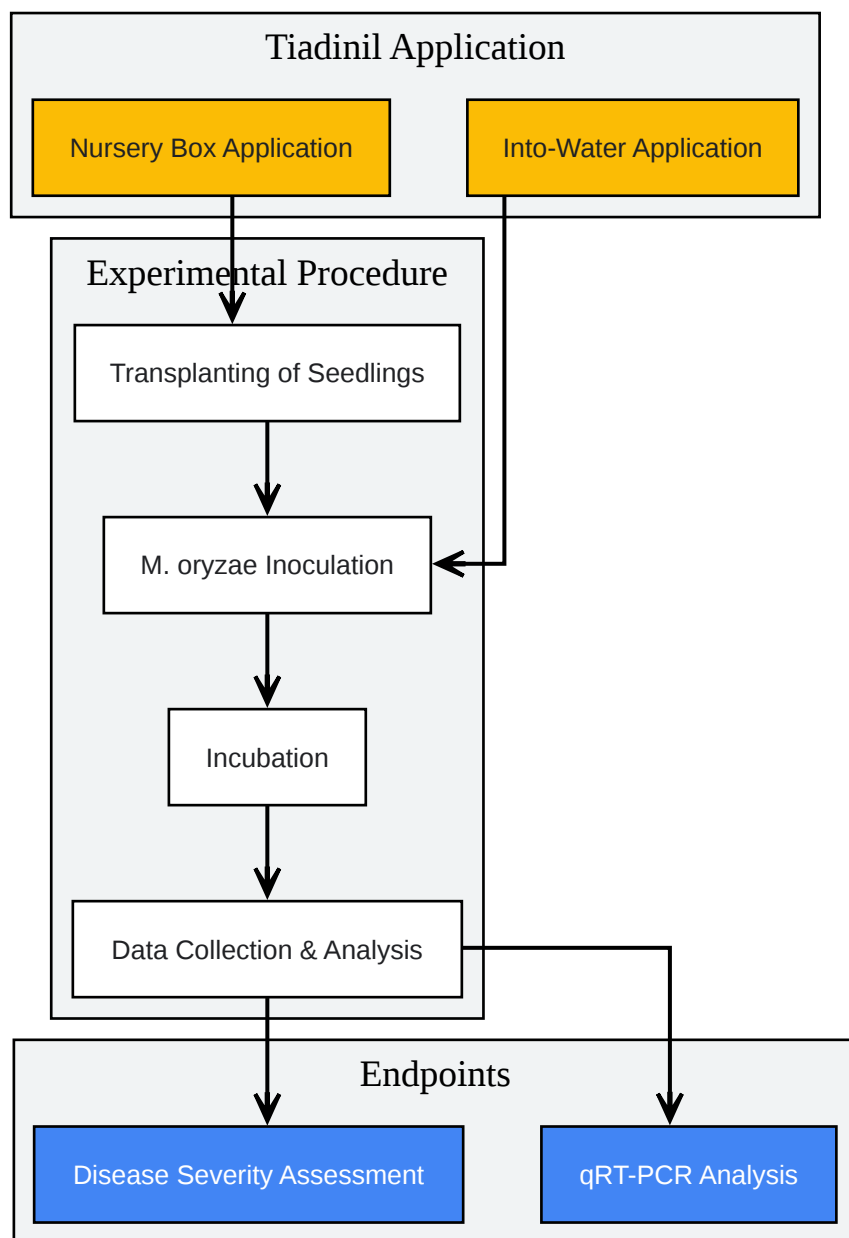 Tiadinil Application
Nursery Box Application
Into-Water Application
Experimental Procedure
Transplanting of Seedlings
M. oryzae Inoculation
Incubation
Data Collection & Analysis
Endpoints
Disease Severity Assessment
qRT-PCR Analysis